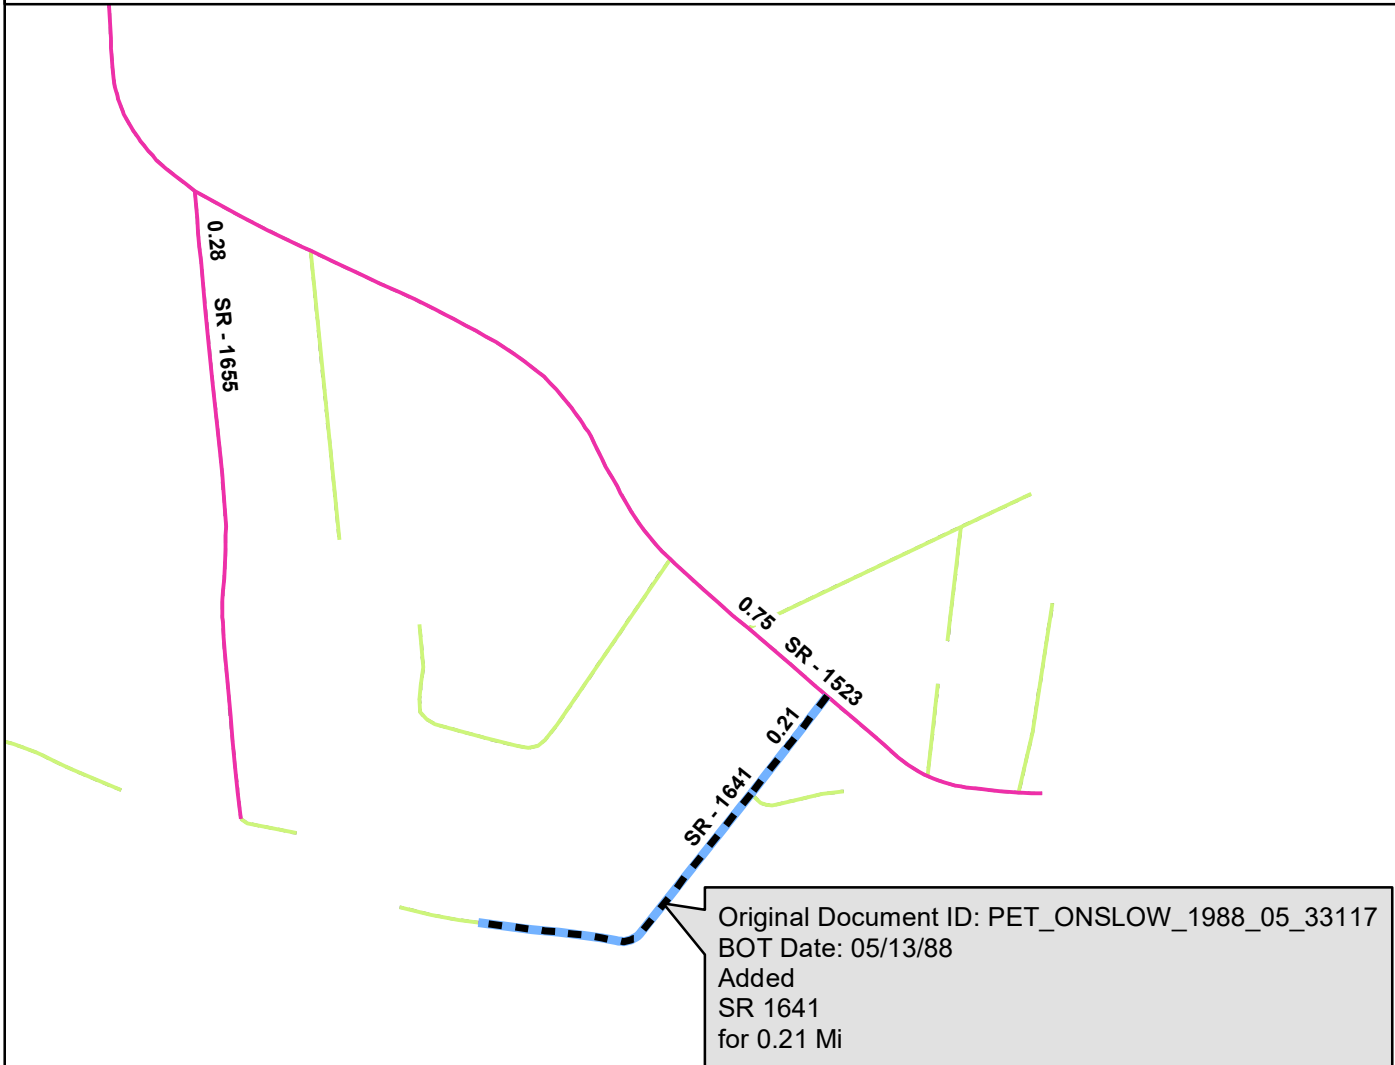 0.28 SR - 1655
0.75 SR - 1523
SR - 1641 0.21
Original Document ID: PET_ONSLOW_1988_05_33117
BOT Date: 05/13/88
Added
SR 1641
for 0.21 Mi